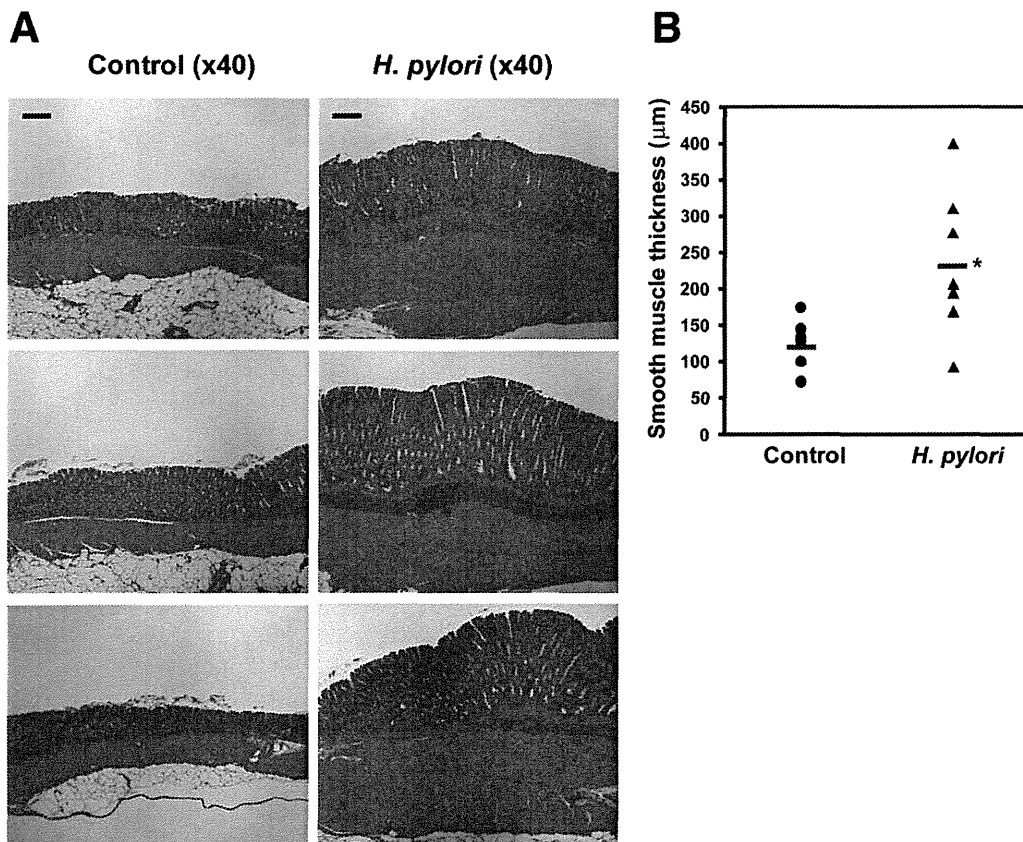 A
Control (x40)
H. pylori (x40)
B
Smooth muscle thickness (μm)
450
400
350
300
250
200
150
100
50
0
*
Control
H. pylori